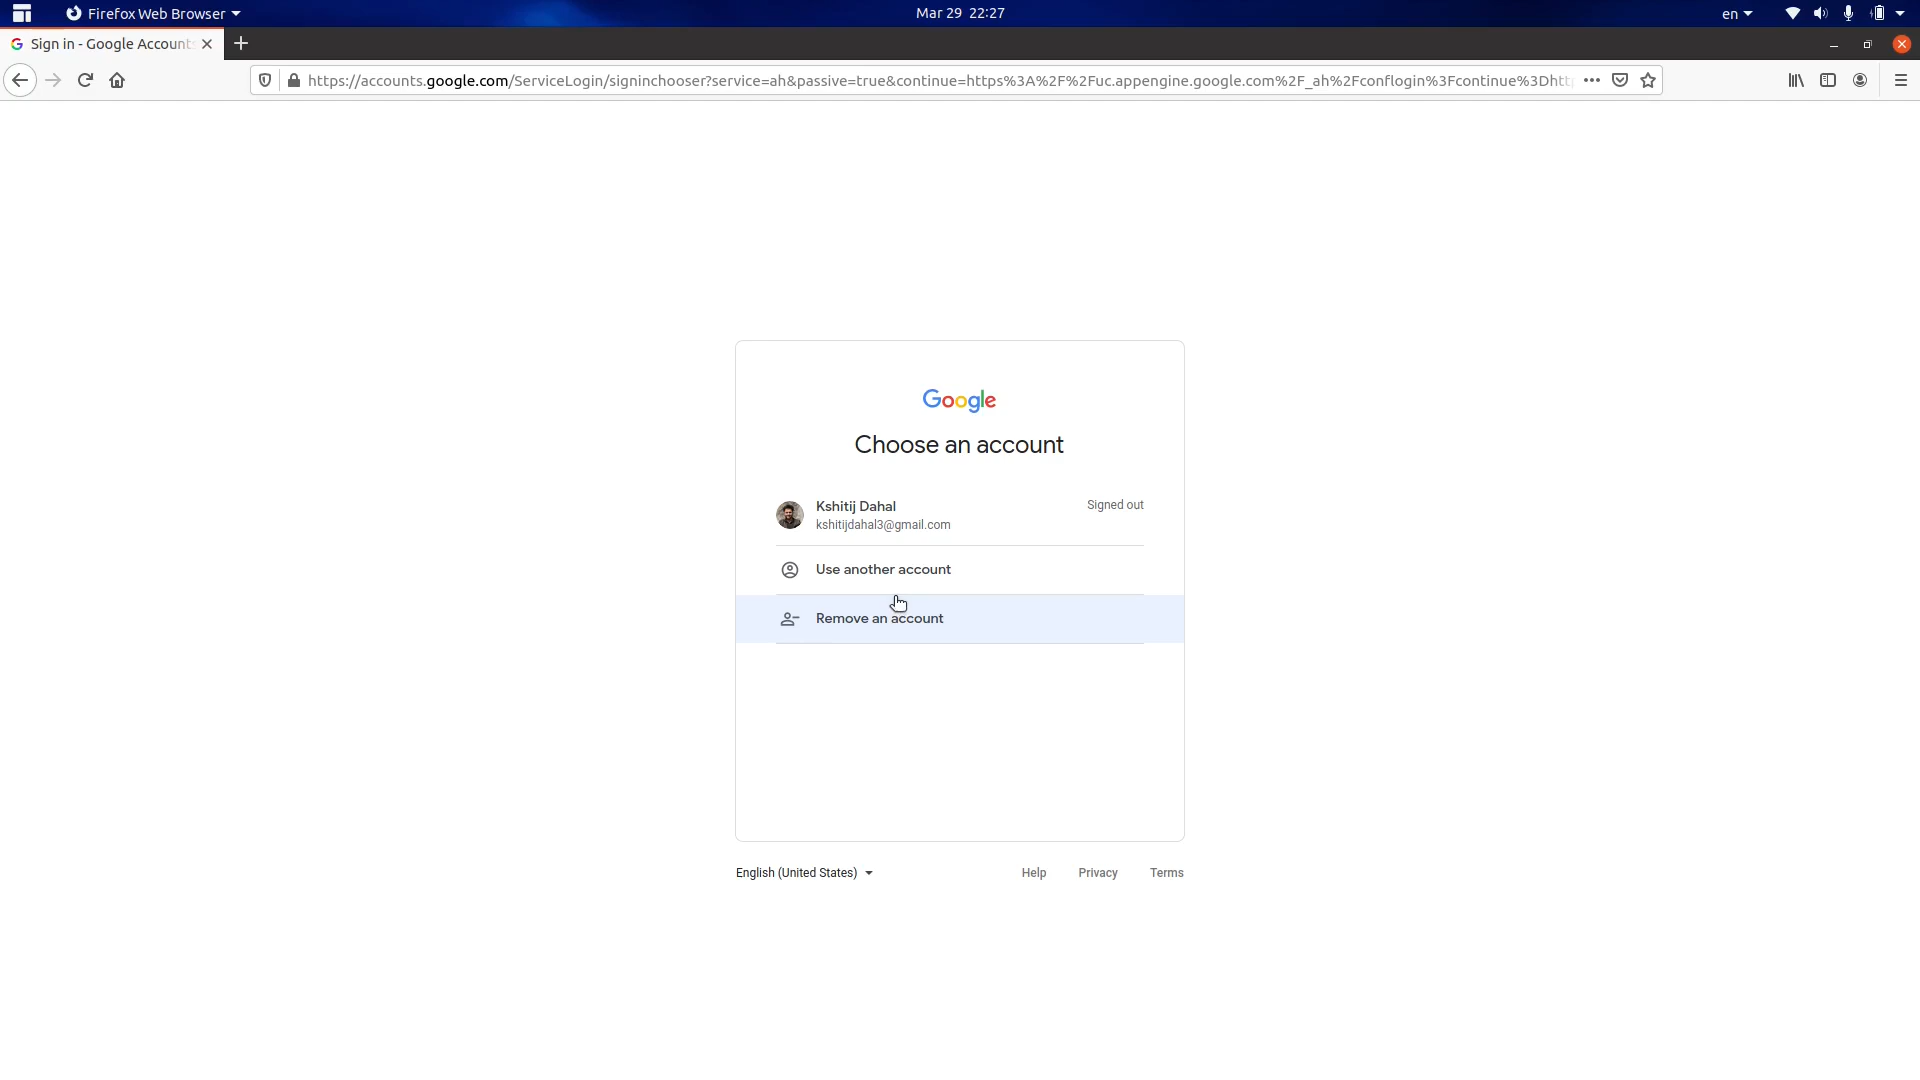 Firefox Web Browser
Mar 29 22:27
en
Sign in - Google Accounts
https://accounts.google.com/ServiceLogin/signinchooser?service=ah&passive=true&continue=https%3A%2F%2Fuc.appengine.google.com%2F_ah%2Fconflogin%3Fcontinue%3Dhttp
Google
Choose an account
Kshitij Dahal
Signed out
kshitijdahal3@gmail.com
Use another account
Remove an account
English (United States)
Help
Privacy
Terms